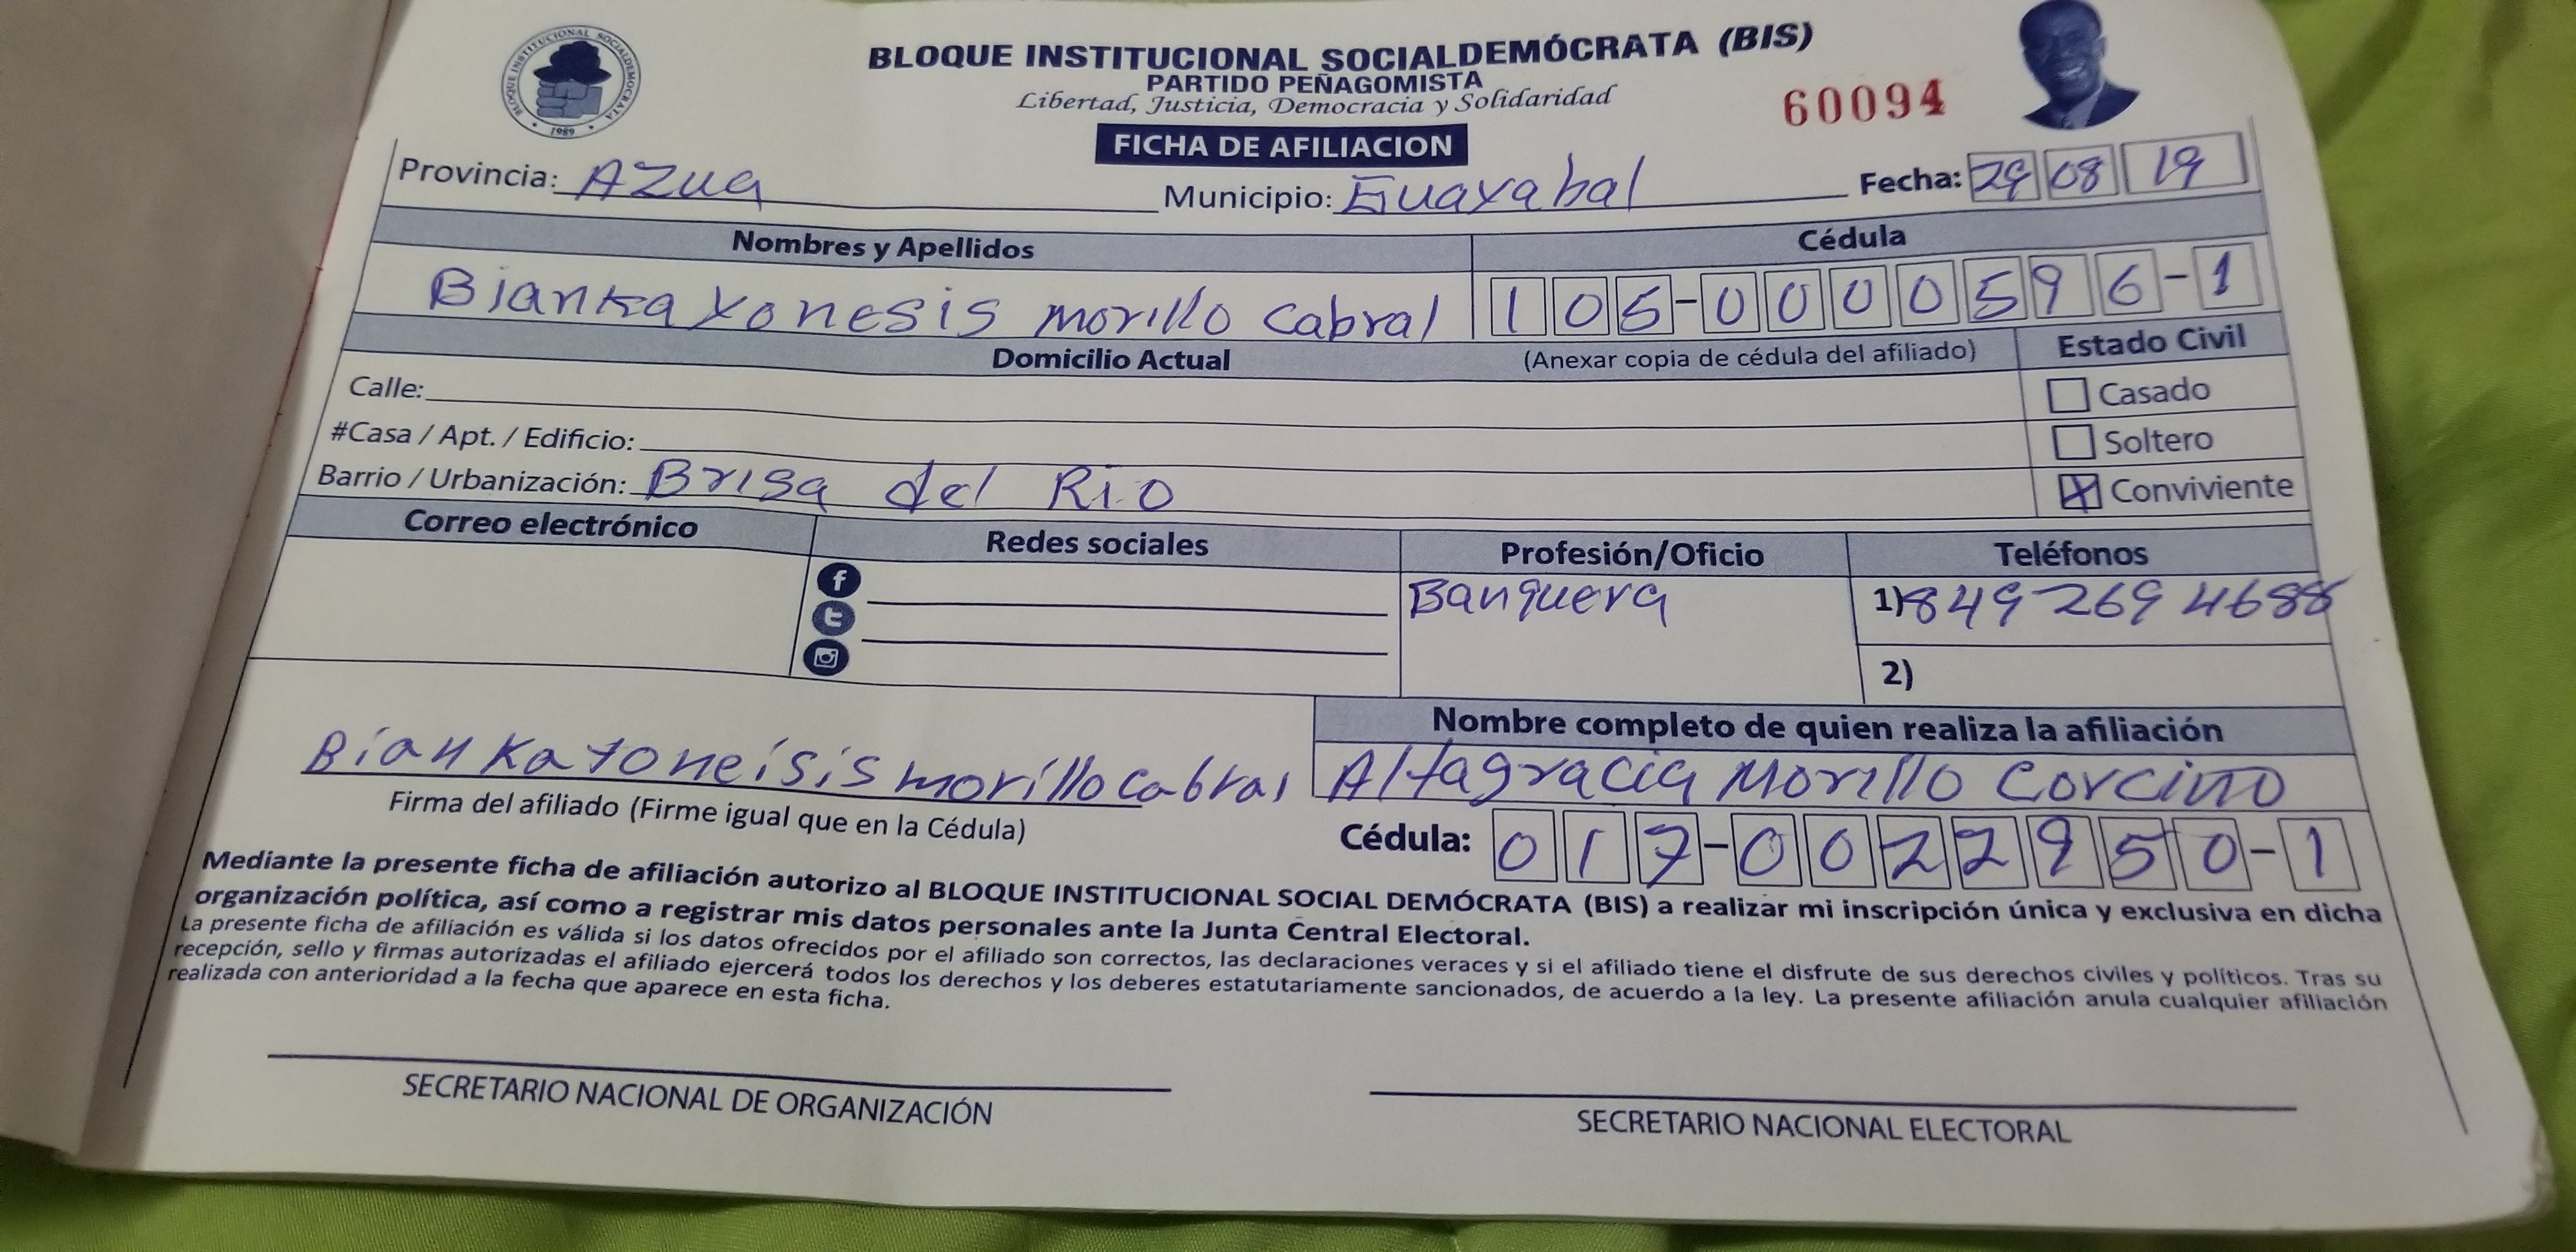 BLOQUE INSTITUCIONAL SOCIALDEMOCRATA
1989
BLOQUE INSTITUCIONAL SOCIALDEMÓCRATA (BIS)
PARTIDO PEÑAGOMISTA
Libertad, Justicia, Democracia y Solidaridad
60094
FICHA DE AFILIACION
Provincia: AZUa Municipio: Guayabal Fecha: 29 08 19
Nombres y Apellidos Cédula
Bianka Yonesis morillo cabral 105-0000596-1
Domicilio Actual (Anexar copia de cédula del afiliado) Estado Civil
Calle: Casado
#Casa / Apt. / Edificio: Soltero
Barrio / Urbanización: Brisa del Rio Conviviente
Correo electrónico Redes sociales Profesión/Oficio Teléfonos
Banquera 1) 849 269 4688
2)
Nombre completo de quien realiza la afiliación
Bianka Yoneisis morillo cabral Altagracia Morillo Corcino
Firma del afiliado (Firme igual que en la Cédula) Cédula: 017-0022950-1
Mediante la presente ficha de afiliación autorizo al BLOQUE INSTITUCIONAL SOCIAL DEMÓCRATA (BIS) a realizar mi inscripción única y exclusiva en dicha
organización política, así como a registrar mis datos personales ante la Junta Central Electoral.
La presente ficha de afiliación es válida si los datos ofrecidos por el afiliado son correctos, las declaraciones veraces y si el afiliado tiene el disfrute de sus derechos civiles y políticos. Tras su
recepción, sello y firmas autorizadas el afiliado ejercerá todos los derechos y los deberes estatutariamente sancionados, de acuerdo a la ley. La presente afiliación anula cualquier afiliación
realizada con anterioridad a la fecha que aparece en esta ficha.
SECRETARIO NACIONAL DE ORGANIZACIÓN SECRETARIO NACIONAL ELECTORAL